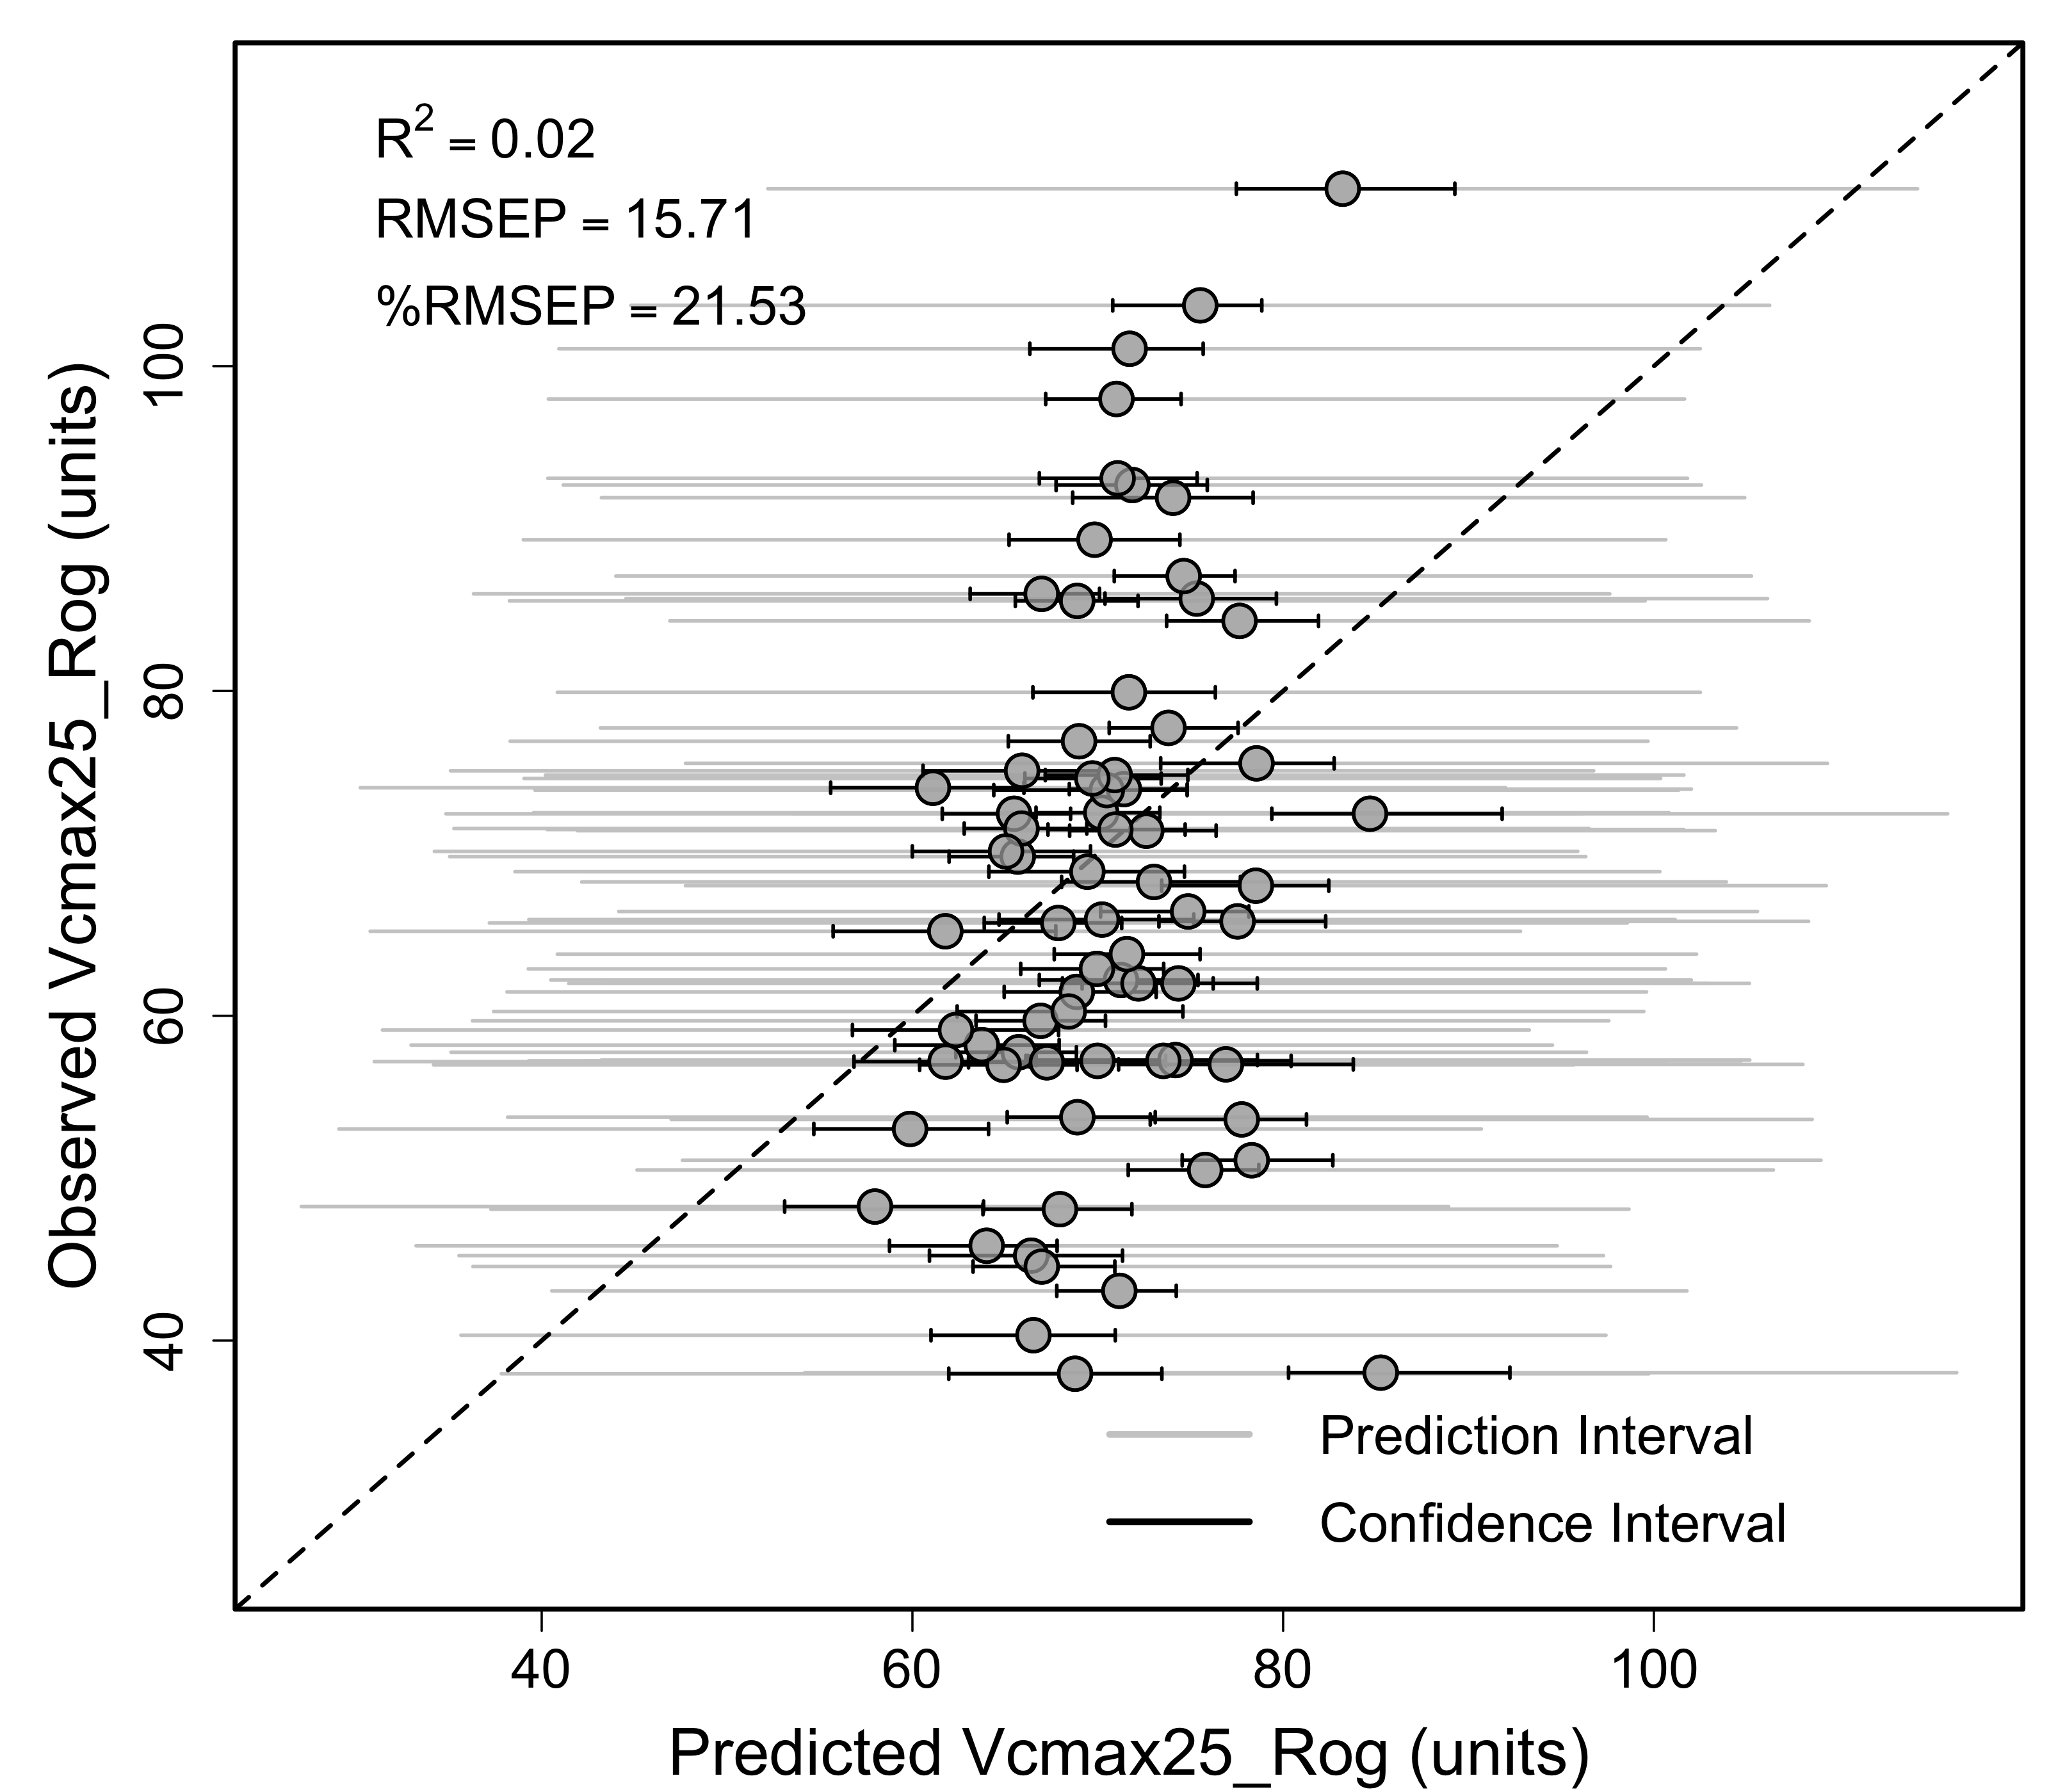 R2 = 0.02
RMSEP = 15.71
%RMSEP = 21.53
Observed Vcmax25_Rog (units)
100
80
60
40
Prediction Interval
Confidence Interval
40 60 80 100
Predicted Vcmax25_Rog (units)